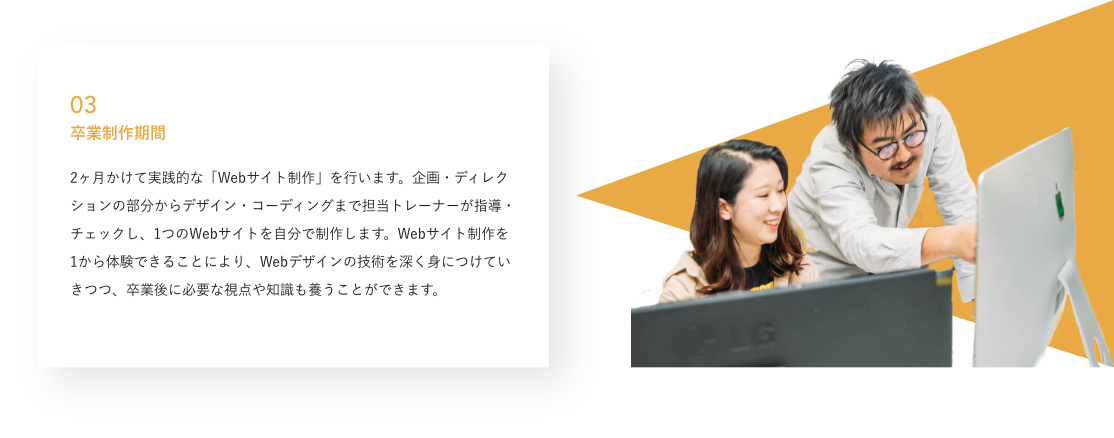 03
卒業制作期間
2ヶ月かけて実践的な「Webサイト制作」を行います。企画・ディレク
ションの部分からデザイン・コーディングまで担当トレーナーが指導・
チェックし、1つのWebサイトを自分で制作します。Webサイト制作を
1から体験できることにより、Webデザインの技術を深く身につけてい
きつつ、卒業後に必要な視点や知識も養うことができます。
LG